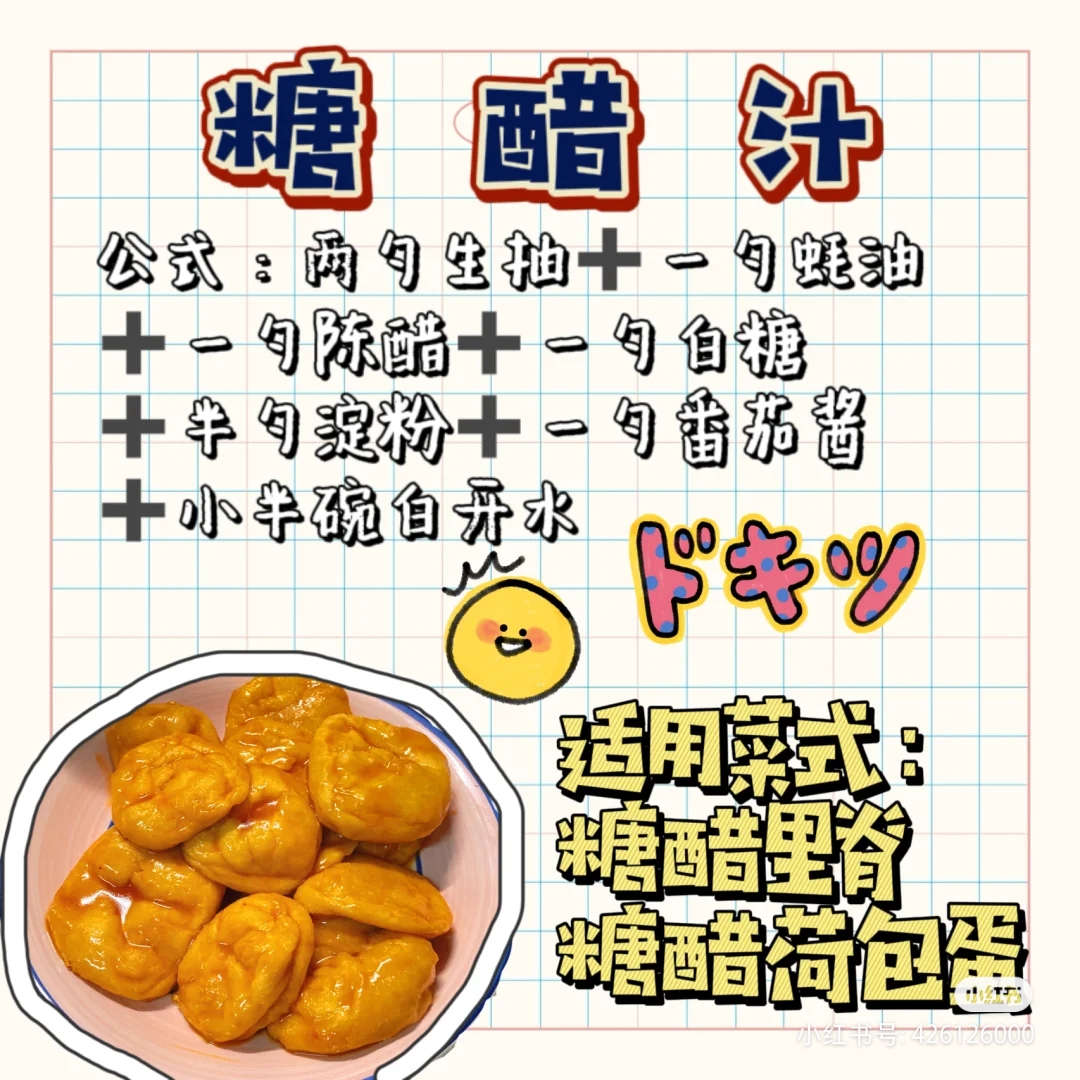 糖醋汁
公式：两勺生抽➕一勺蚝油
➕一勺陈醋➕一勺白糖
➕半勺淀粉➕一勺番茄酱
➕小半碗白开水
ドキッ
适用菜式：
糖醋里脊
糖醋荷包蛋
小红书
小红书号: 426126000